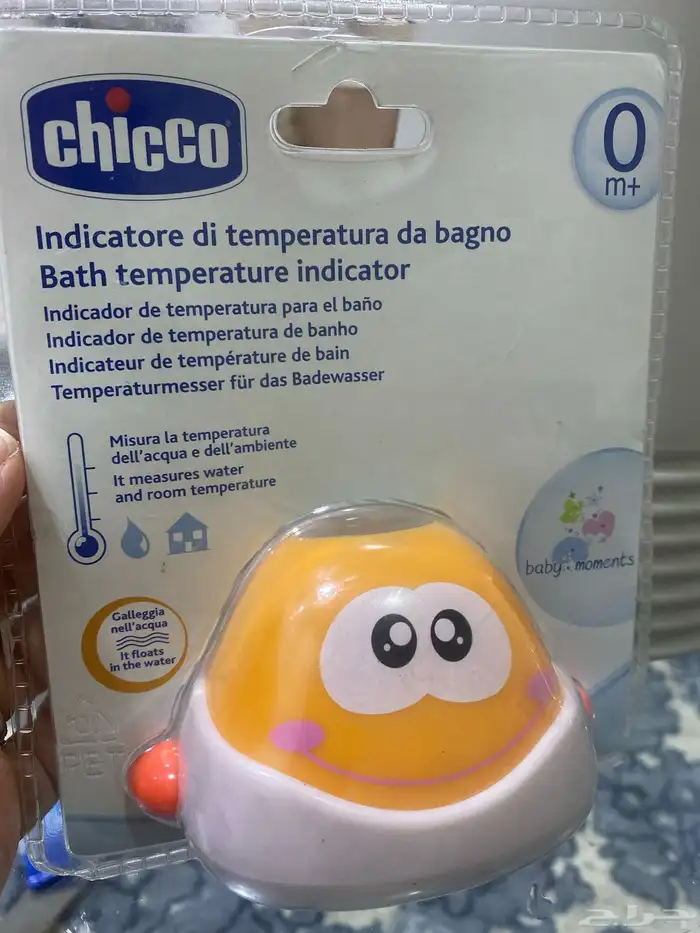 chicco
0
m+
Indicatore di temperatura da bagno
Bath temperature indicator
Indicador de temperatura para el baño
Indicador de temperatura de banho
Indicateur de température de bain
Temperaturmesser für das Badewasser
Misura la temperatura
dell'acqua e dell'ambiente
It measures water
and room temperature
baby moments
Galleggia
nell'acqua
It floats
in the water
PET
حراج